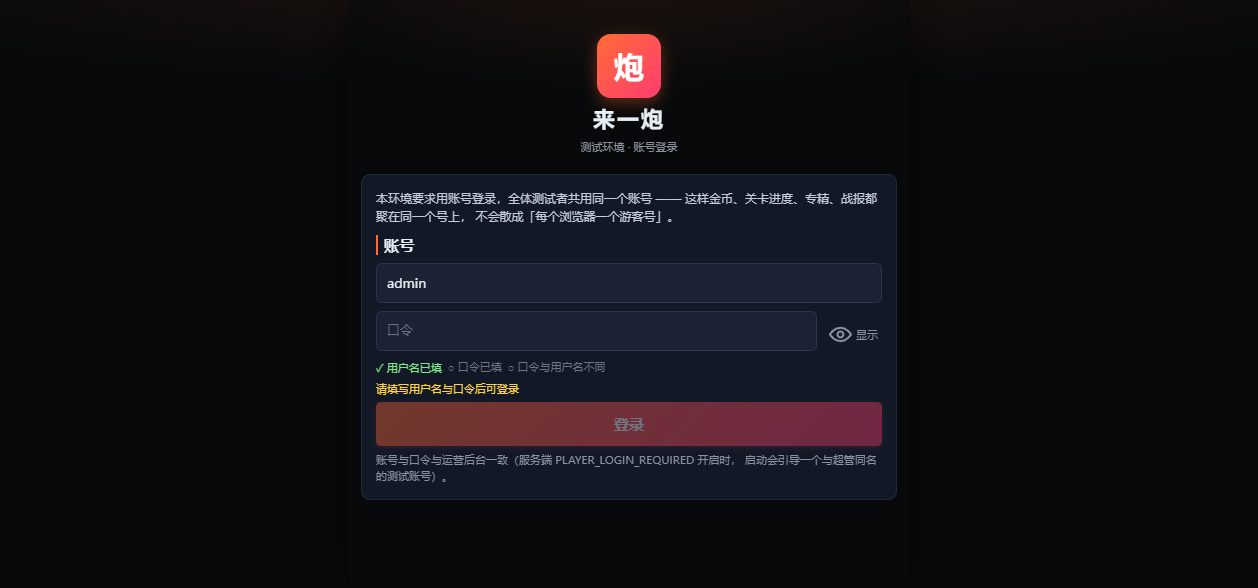 炮
来一炮
测试环境 · 账号登录
本环境要求用账号登录，全体测试者共用同一个账号 —— 这样金币、关卡进度、专精、战报都
聚在同一个号上， 不会散成「每个浏览器一个游客号」。
账号
admin
口令
显示
✓ 用户名已填 ○ 口令已填 ○ 口令与用户名不同
请填写用户名与口令后可登录
登录
账号与口令与运营后台一致（服务端 PLAYER_LOGIN_REQUIRED 开启时， 启动会引导一个与超管同名
的测试账号）。